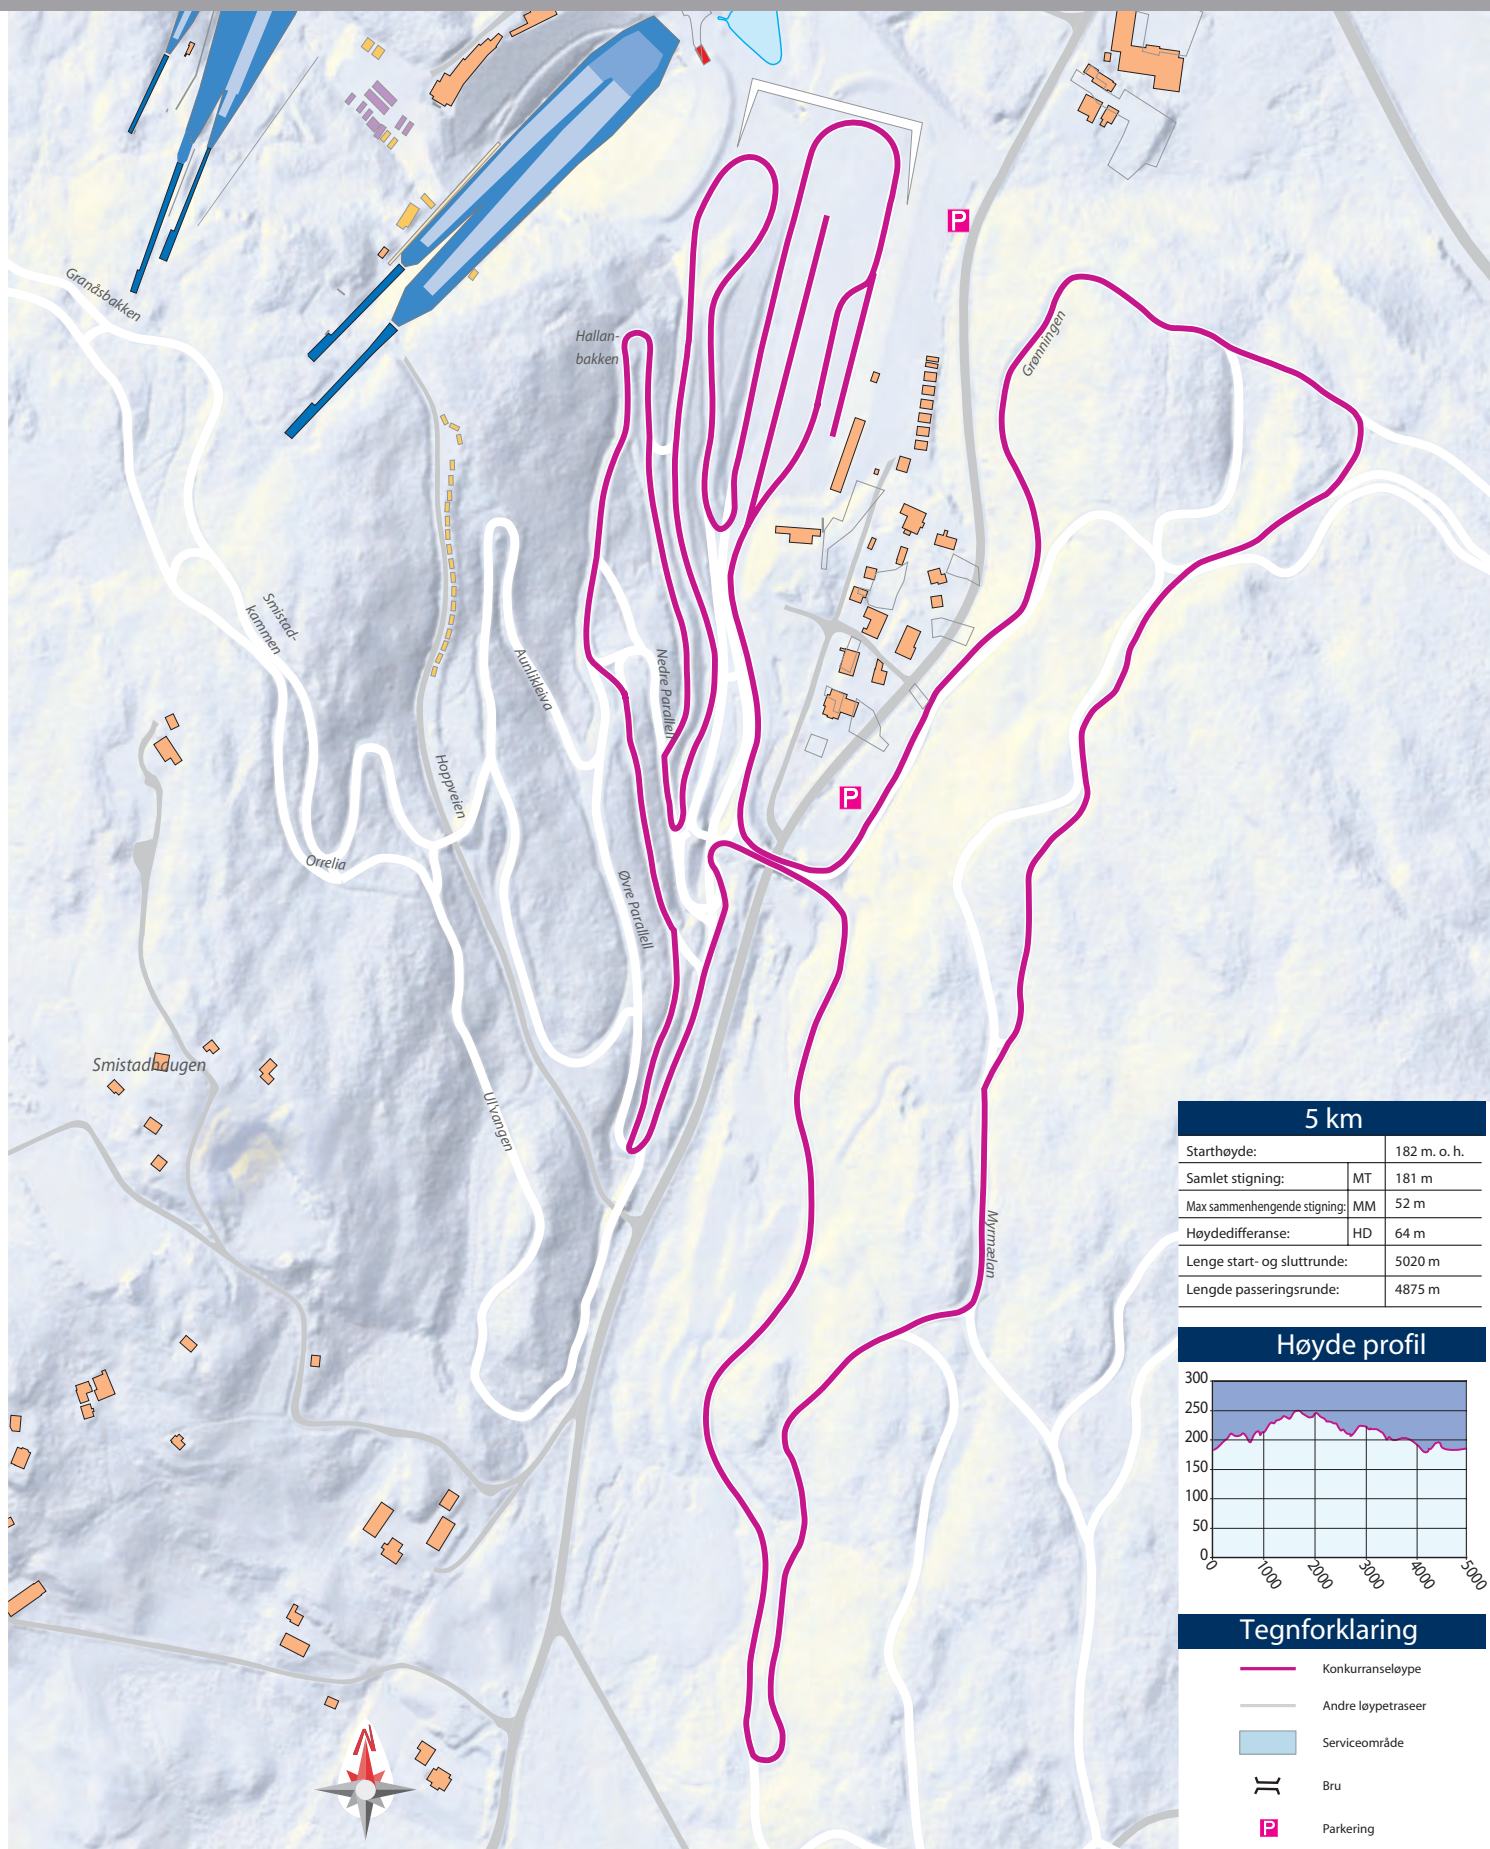 P
Granåsbakken
Hallan-
bakken
Grønningen
Smistad-
kammen
Aunlikleiva
Nedre Parallell
Hoppveien
P
Orrelia
Øvre Parallell
Smistadhaugen
Ulvangen
Myrmælan
N
5 km
Starthøyde: 182 m. o. h.
Samlet stigning: MT 181 m
Max sammenhengende stigning: MM 52 m
Høydedifferanse: HD 64 m
Lenge start- og sluttrunde: 5020 m
Lengde passeringsrunde: 4875 m
Høyde profil
300
250
200
150
100
50
0
0 1000 2000 3000 4000 5000
Tegnforklaring
Konkurranseløype
Andre løypetraseer
Serviceområde
Bru
P Parkering